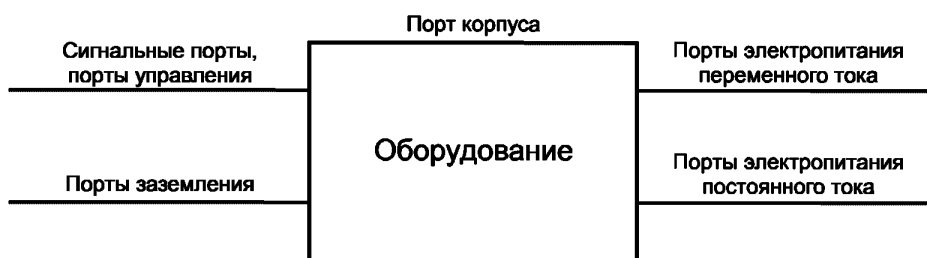 Порт корпуса
Сигнальные порты,
порты управления
Порты электропитания
переменного тока
Оборудование
Порты заземления
Порты электропитания
постоянного тока